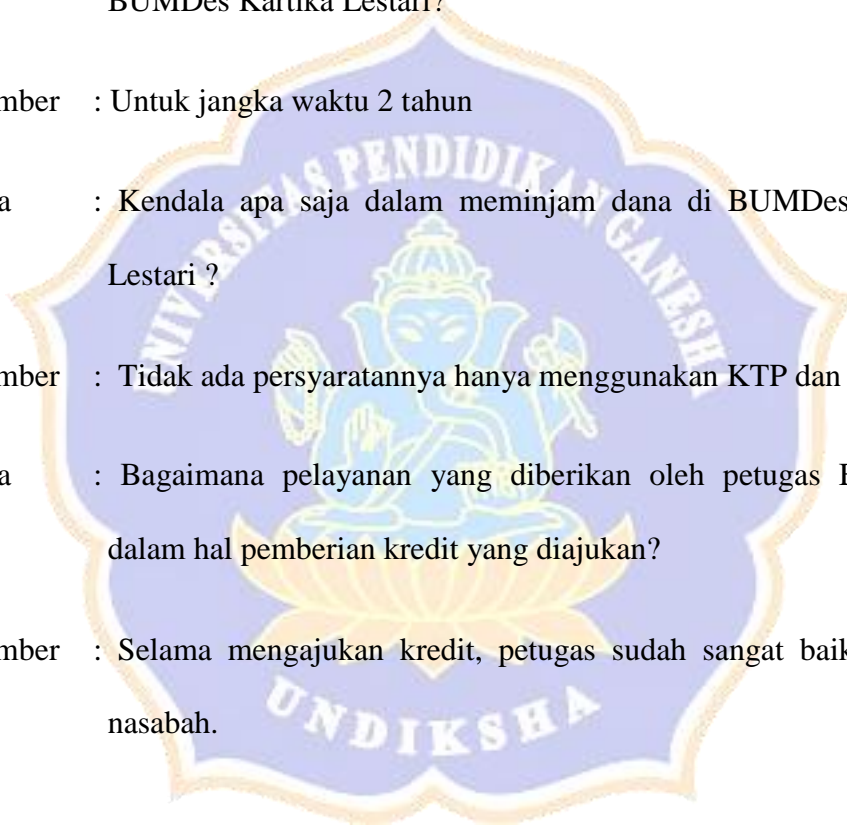 BUMDes Kartika Lestari?
mber : Untuk jangka waktu 2 tahun
a : Kendala apa saja dalam meminjam dana di BUMDes
Lestari ?
mber : Tidak ada persyaratannya hanya menggunakan KTP dan
a : Bagaimana pelayanan yang diberikan oleh petugas
dalam hal pemberian kredit yang diajukan?
mber : Selama mengajukan kredit, petugas sudah sangat baik
nasabah.
UNIVERSITAS PENDIDIKAN GANESH
UNDIKSHA